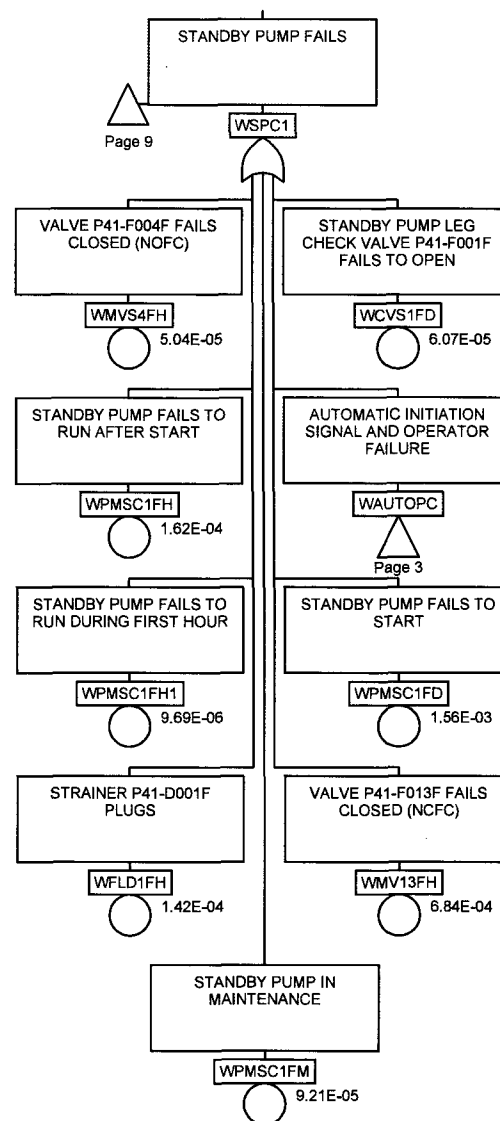 STANDBY PUMP FAILS
Page 9
WSPC1
VALVE P41-F004F FAILS
CLOSED (NOFC)
WMVS4FH
5.04E-05
STANDBY PUMP LEG
CHECK VALVE P41-F001F
FAILS TO OPEN
WCVS1FD
6.07E-05
STANDBY PUMP FAILS TO
RUN AFTER START
WPMSC1FH
1.62E-04
AUTOMATIC INITIATION
SIGNAL AND OPERATOR
FAILURE
WAUTOPC
Page 3
STANDBY PUMP FAILS TO
RUN DURING FIRST HOUR
WPMSC1FH1
9.69E-06
STANDBY PUMP FAILS TO
START
WPMSC1FD
1.56E-03
STRAINER P41-D001F
PLUGS
WFLD1FH
1.42E-04
VALVE P41-F013F FAILS
CLOSED (NCFC)
WMV13FH
6.84E-04
STANDBY PUMP IN
MAINTENANCE
WPMSC1FM
9.21E-05